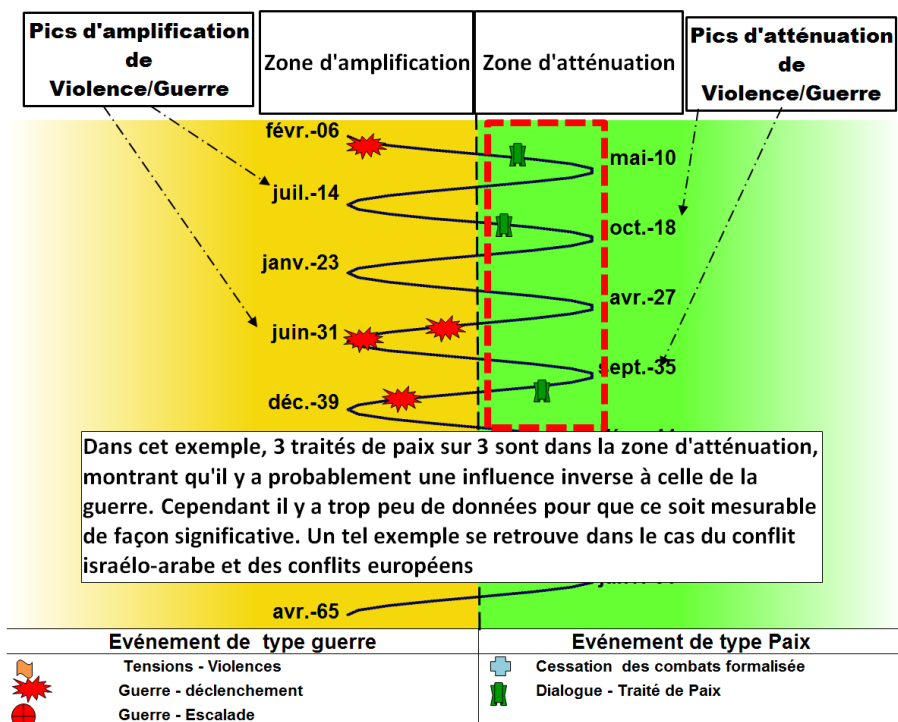 Pics d'amplification
de
Violence/Guerre
Zone d'amplification
Zone d'atténuation
Pics d'atténuation
de
Violence/Guerre
févr.-06
mai-10
juil.-14
oct.-18
janv.-23
avr.-27
juin-31
sept.-35
déc.-39
Dans cet exemple, 3 traités de paix sur 3 sont dans la zone d'atténuation,
montrant qu'il y a probablement une influence inverse à celle de la
guerre. Cependant il y a trop peu de données pour que ce soit mesurable
de façon significative. Un tel exemple se retrouve dans le cas du conflit
israélo-arabe et des conflits européens
avr.-65
Evénement de type guerre
Evénement de type Paix
Tensions - Violences
Cessation des combats formalisée
Guerre - déclenchement
Dialogue - Traité de Paix
Guerre - Escalade